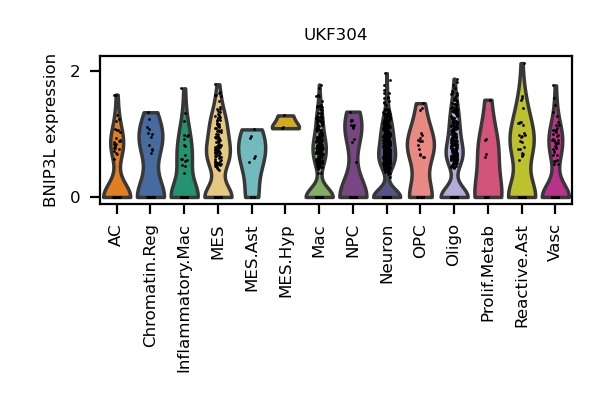 UKF304
BNIP3L expression
2
0
AC
Chromatin.Reg
Inflammatory.Mac
MES
MES.Ast
MES.Hyp
Mac
NPC
Neuron
OPC
Oligo
Prolif.Metab
Reactive.Ast
Vasc